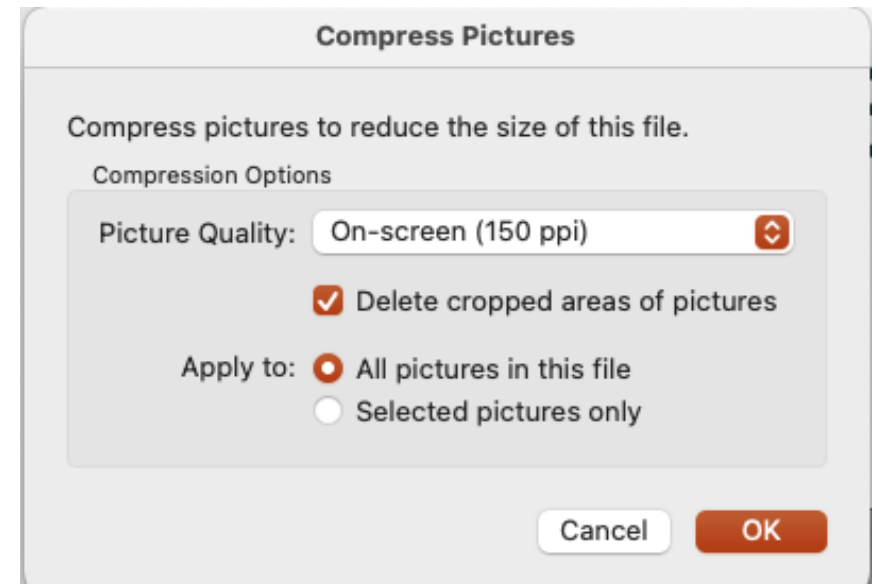 Compress Pictures
Compress pictures to reduce the size of this file.
Compression Options
Picture Quality: On-screen (150 ppi)
Delete cropped areas of pictures
Apply to: All pictures in this file
Selected pictures only
Cancel OK